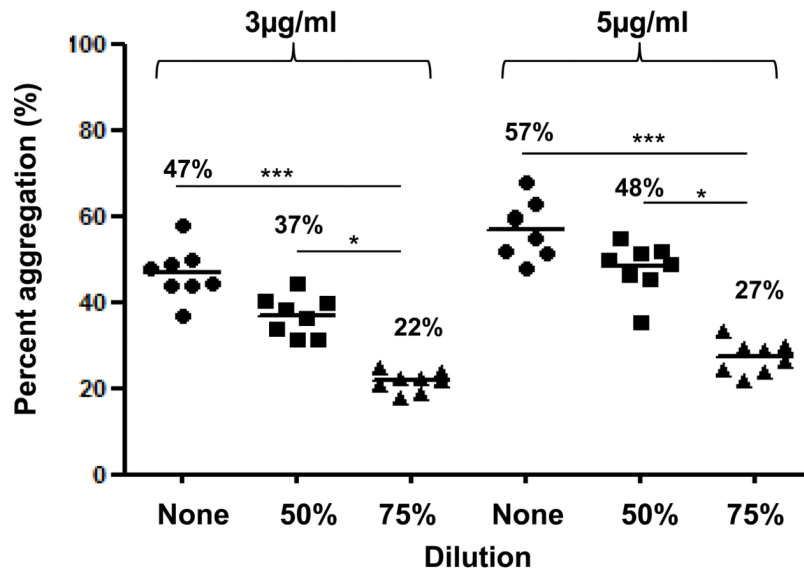 3µg/ml 5µg/ml
100
80
60
40
20
0
Percent aggregation (%)
47% *** 37% * 22%
57% *** 48% * 27%
None 50% 75% None 50% 75%
Dilution